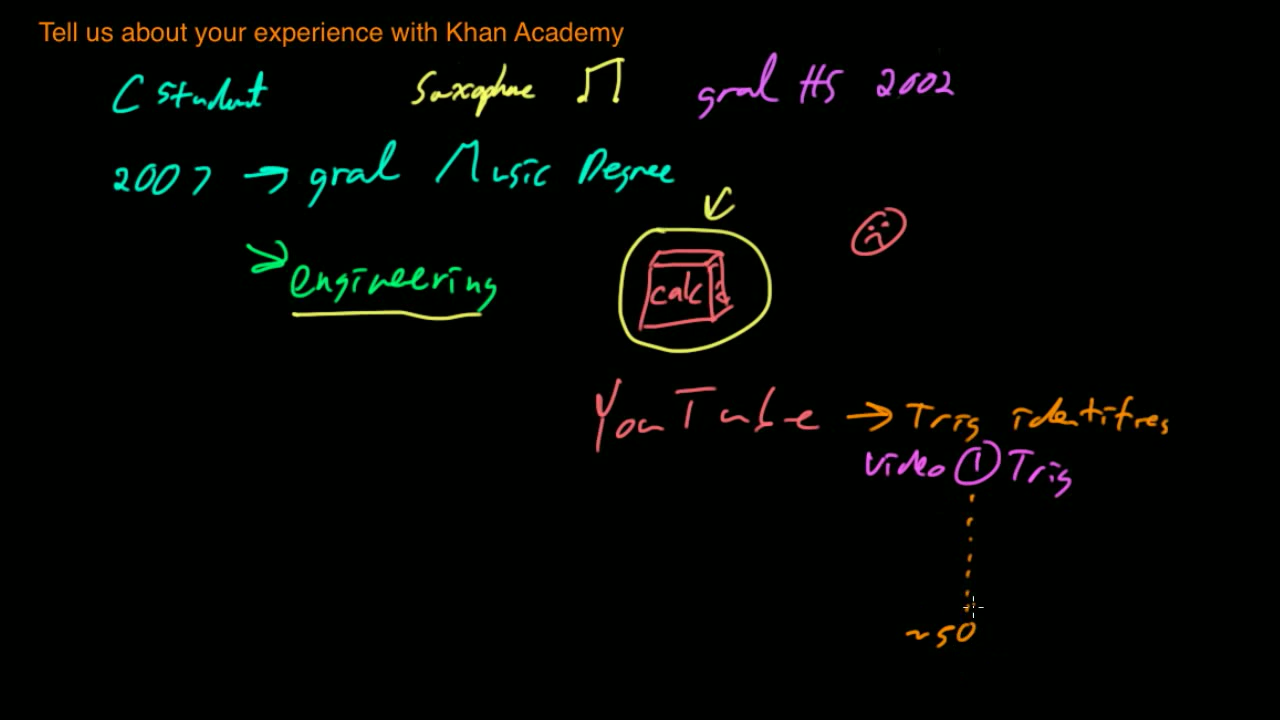 Tell us about your experience with Khan Academy
C student Saxophone grad HS 2002
2007 → grad Music Degree
engineering
calc 2
YouTube → Trig identities
video 1 Trig
~50